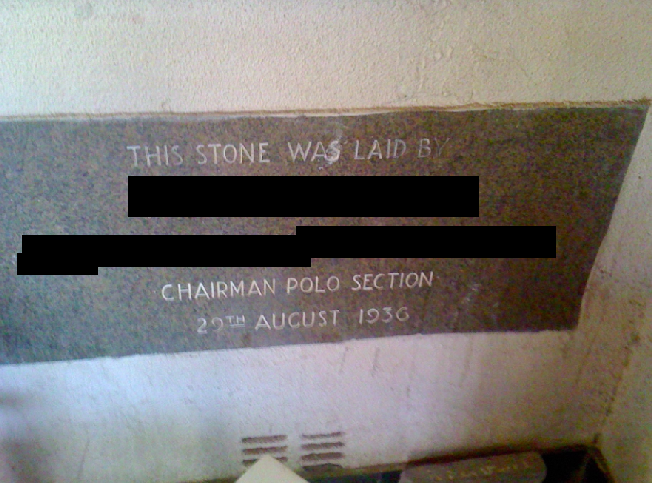 THIS STONE WAS LAID BY
CHAIRMAN POLO SECTION
29TH AUGUST 1936